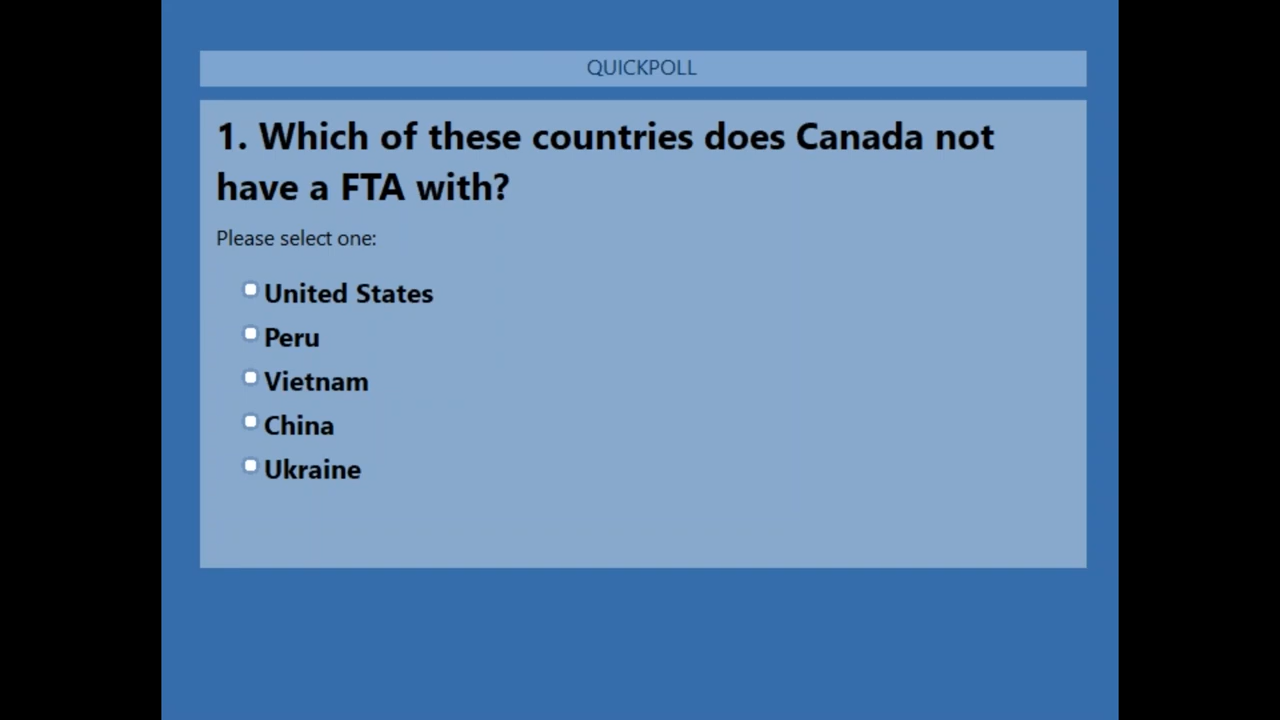 QUICKPOLL
1. Which of these countries does Canada not
have a FTA with?
Please select one:
United States
Peru
Vietnam
China
Ukraine